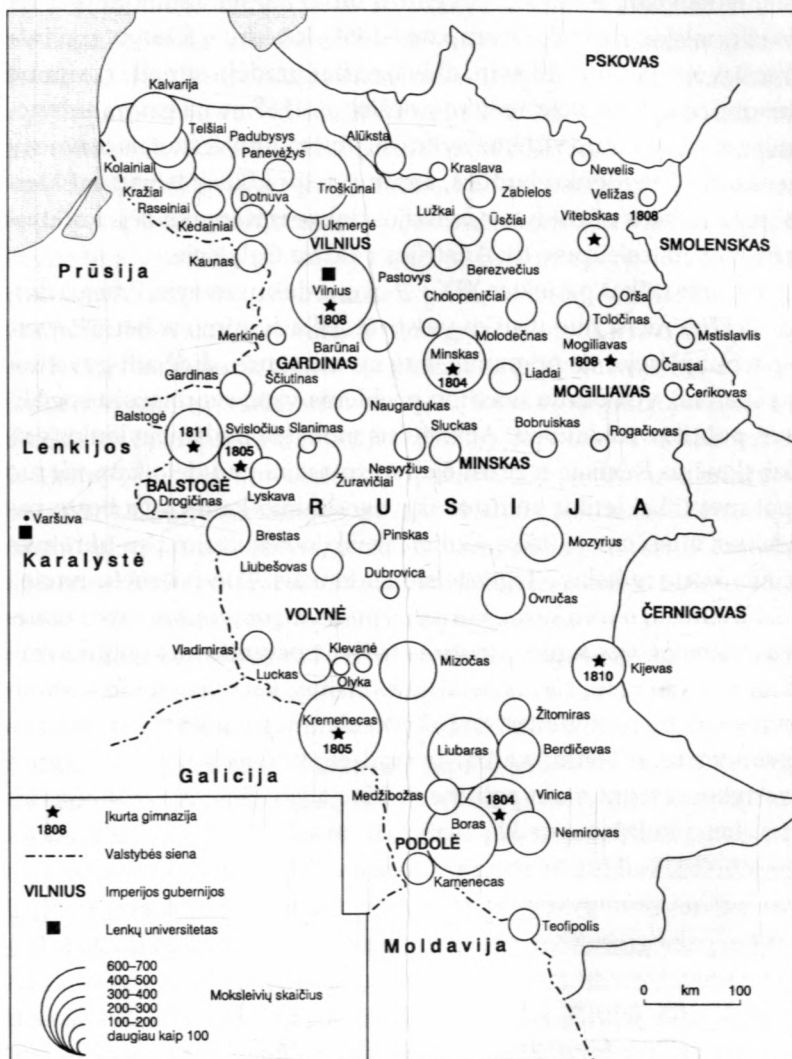 PSKOVAS
Kalvarija
Telšiai
Padubysys
Panevėžys
Alūksta
Kraslava
Nevelis
Kolainiai
Kražiai
Raseiniai
Kėdainiai
Dotnuva
Troškūnai
Zabielos
Veližas
1808
Lužkai
Ūsčiai
Vitebskas
Ukmergė
VILNIUS
SMOLENSKAS
Kaunas
Prūsija
Pastovys
Berezvečius
Vilnius
1808
Cholopeničiai
Orša
Toločinas
Merkinė
Barūnai
Molodečnas
Mogiliavas
1808
Mstislavlis
GARDINAS
Minskas
1804
Čausai
Gardinas
Ščiutinas
Liada
MOGILIAVAS
Čerikovas
Balstogė
Naugardukas
1811
Svisločius
1805
Slanimas
Sluckas
Bobruiskas
Rogačiovas
Lenkijos
Nesvyžius
MINSKAS
BALSTOGĖ
Lyskava
Žuravičiai
Drogičinas
R U S I J A
Varšuva
Karalystė
Brestas
Pinskas
Mozyrius
Liubešovas
Dubrovica
Ovručas
VOLYNĖ
ČERNIGOVAS
Vladimiras
Klevanė
Luckas
Olyka
Mizočas
1810
Kijevas
Kremenecas
1805
Žitomiras
Liubaras
Berdičevas
Galicija
Medžibožas
1804
Vinica
Boras
Nemirovas
PODOLĖ
Kamenecas
Teofipolis
Moldavija
1808
Įkurta gimnazija
Valstybės siena
VILNIUS
Imperijos gubernijos
Lenkų universitetas
600–700
400–500
300–400
200–300
100–200
daugiau kaip 100
Moksleivių skaičius
km 100